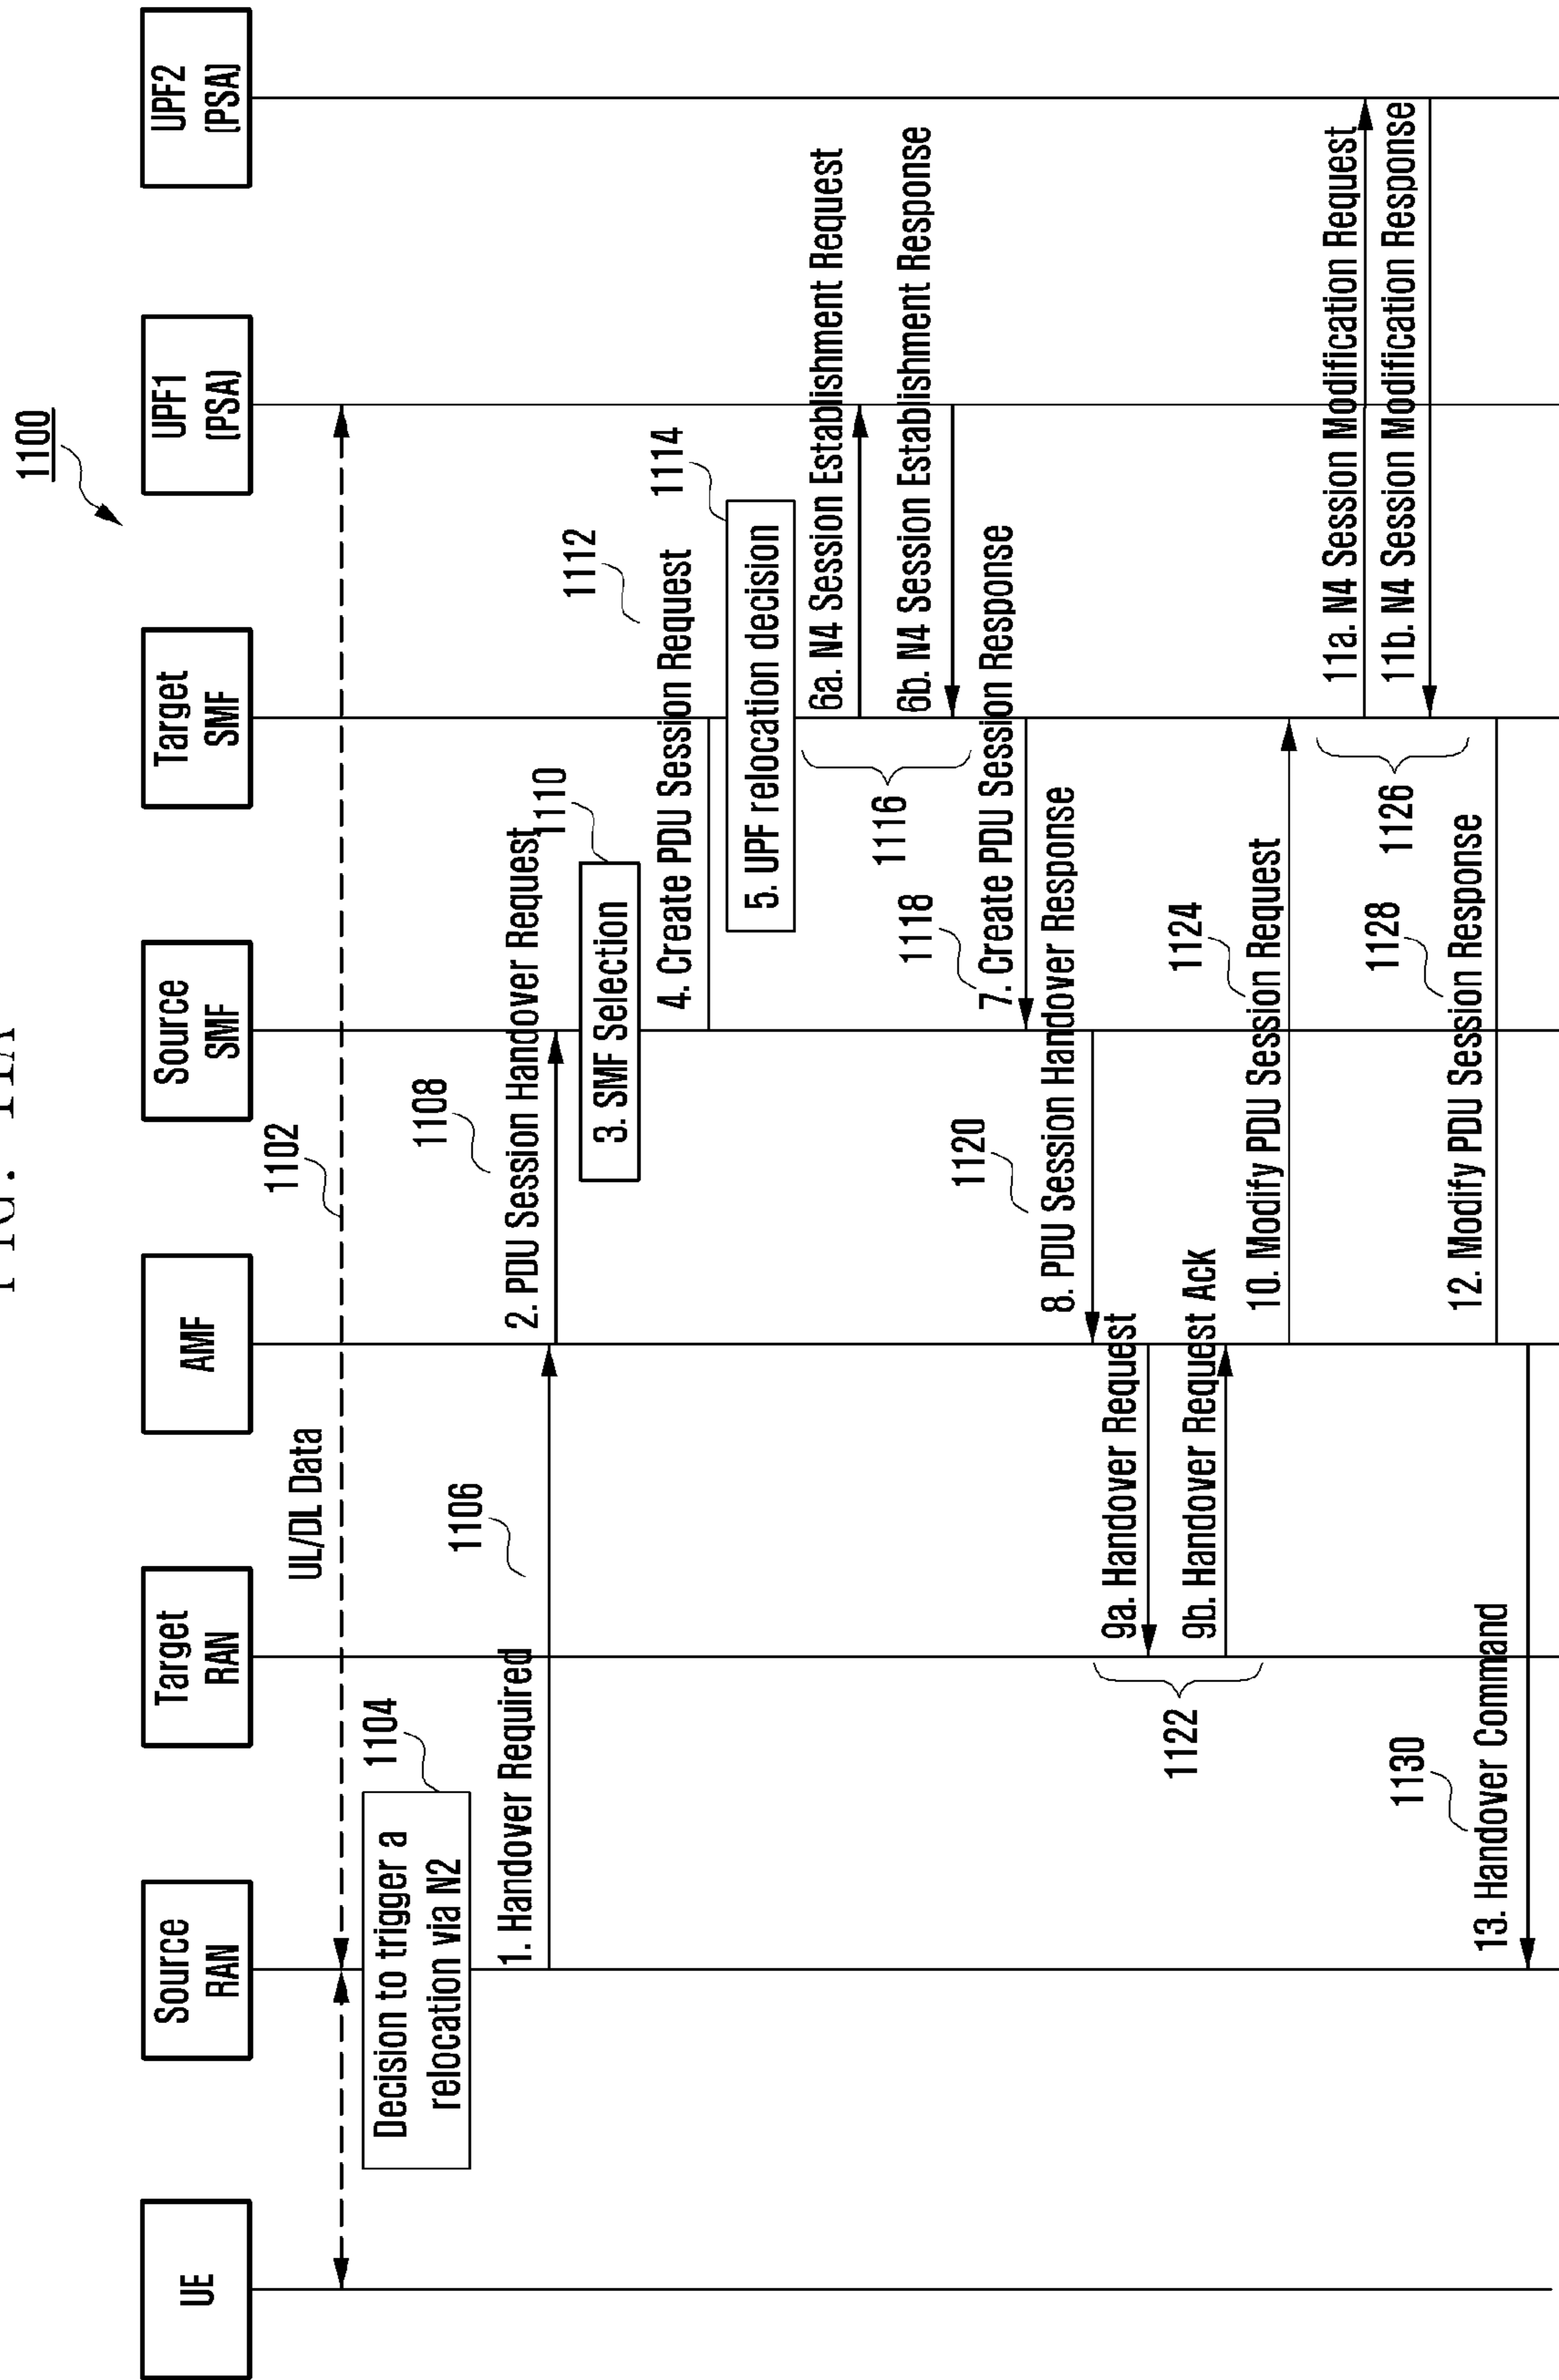 1100
UE
Source
RAN
Target
RAN
AMF
Source
SMF
Target
SMF
UPF1
(PSA)
UPF2
(PSA)
UL/DL Data
1102
Decision to trigger a
relocation via N2
1104
1. Handover Required
1106
2. PDU Session Handover Request
1108
3. SMF Selection
1110
4. Create PDU Session Request
1112
5. UPF relocation decision
1114
6a. N4 Session Establishment Request
6b. N4 Session Establishment Response
1116
7. Create PDU Session Response
1118
8. PDU Session Handover Response
1120
9a. Handover Request
9b. Handover Request Ack
1122
10. Modify PDU Session Request
1124
11a. N4 Session Modification Request
11b. N4 Session Modification Response
1126
12. Modify PDU Session Response
1128
13. Handover Command
1130